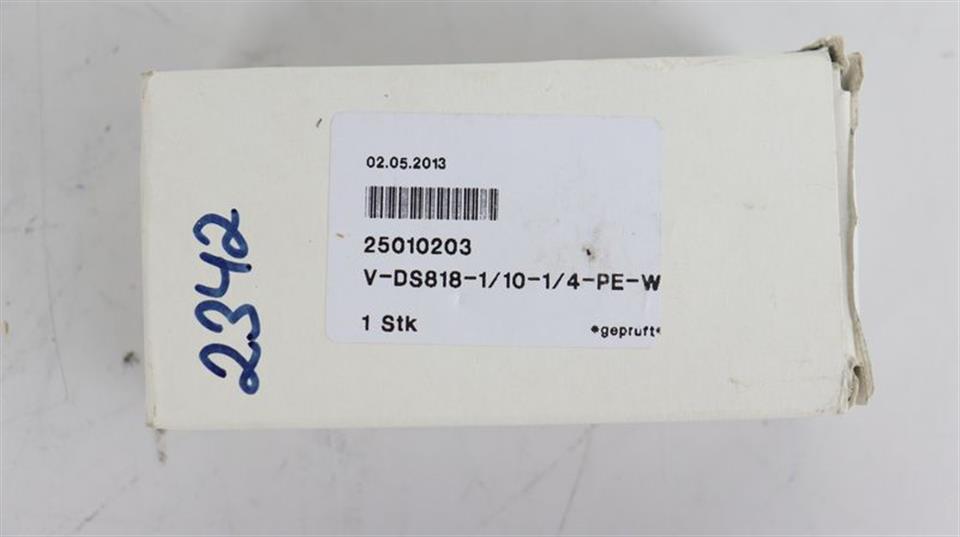 02.05.2013
25010203
V-DS818-1/10-1/4-PE-W
1 Stk
*gepruft*
2342